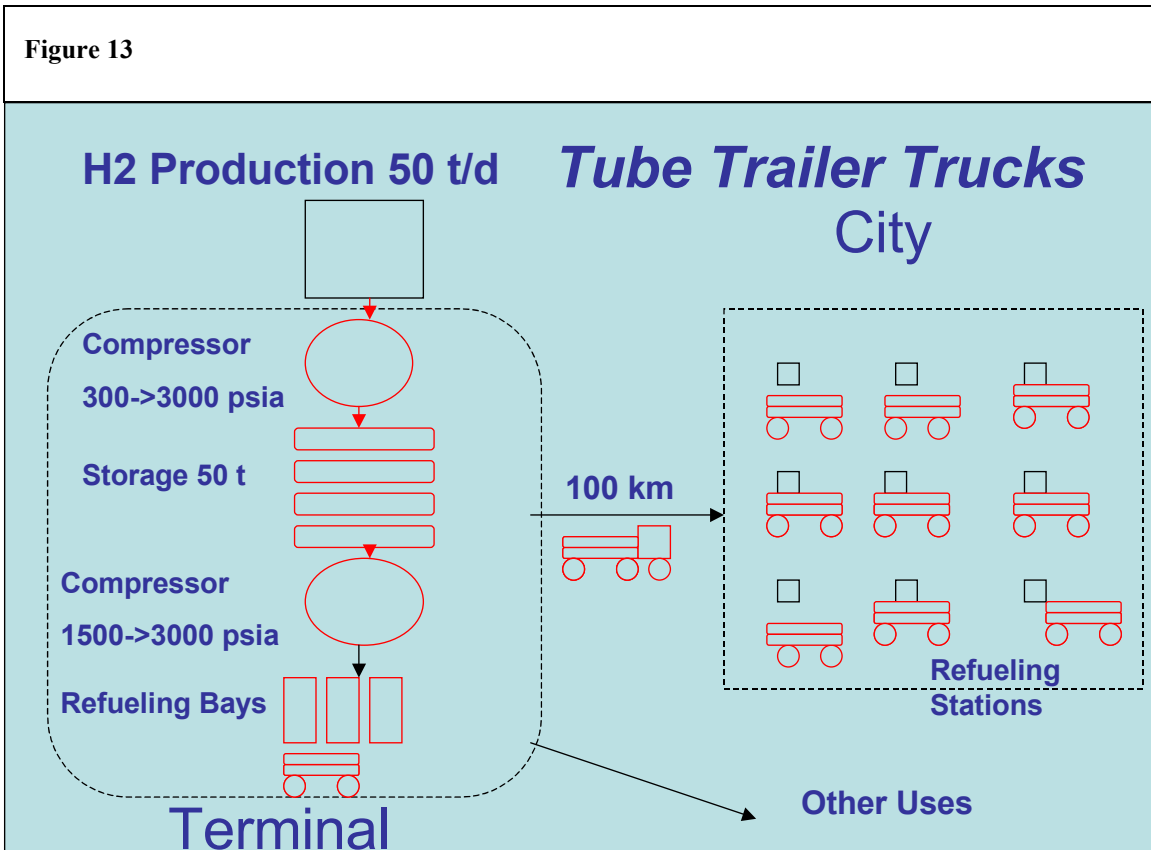 Figure 13
H2 Production 50 t/d
Tube Trailer Trucks
City
Compressor
300->3000 psia
Storage 50 t
Compressor
1500->3000 psia
Refueling Bays
Terminal
100 km
Refueling
Stations
Other Uses